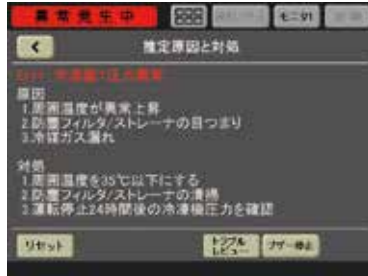 異常発生中 モニタ1
推定原因と対処
原因
1.周囲温度が異常上昇
2.防塵フィルタ/ストレーナの目つまり
3.冷媒ガス漏れ
対処
1.周囲温度を35℃以下にする
2.防塵フィルタ/ストレーナの清掃
3.運転停止24時間後の冷凍機圧力を確認
リセット トラブル ブザー停止
レビュー